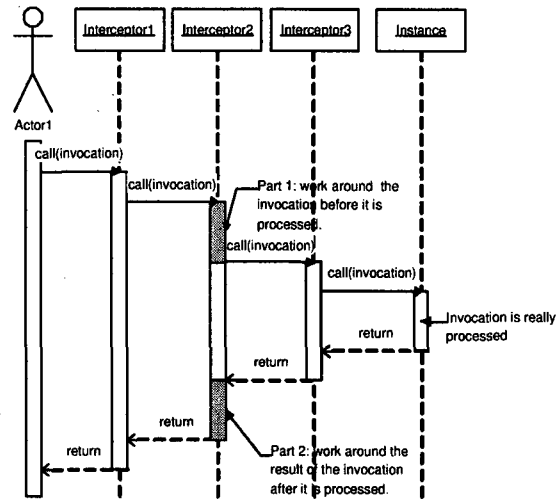 Interceptor1 Interceptor2 Interceptor3 Instance
Actor1
call(invocation)
call(invocation)
Part 1: work around the
invocation before it is
processed.
call(invocation)
call(invocation)
Invocation is really
processed
return
return
return
return
Part 2: work around the
result of the invocation
after it is processed.